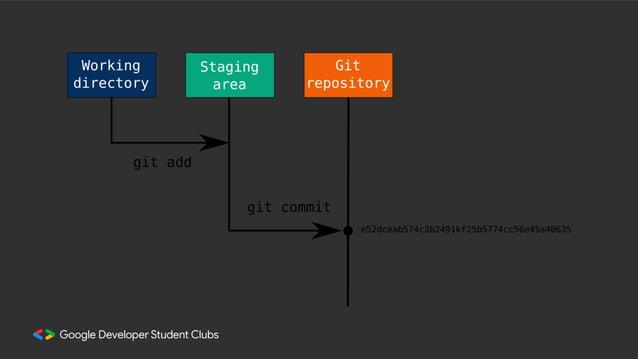 Working
directory
Staging
area
Git
repository
git add
git commit
e52dceab574c3b2491kf25b5774cc56e45a40635
Google Developer Student Clubs